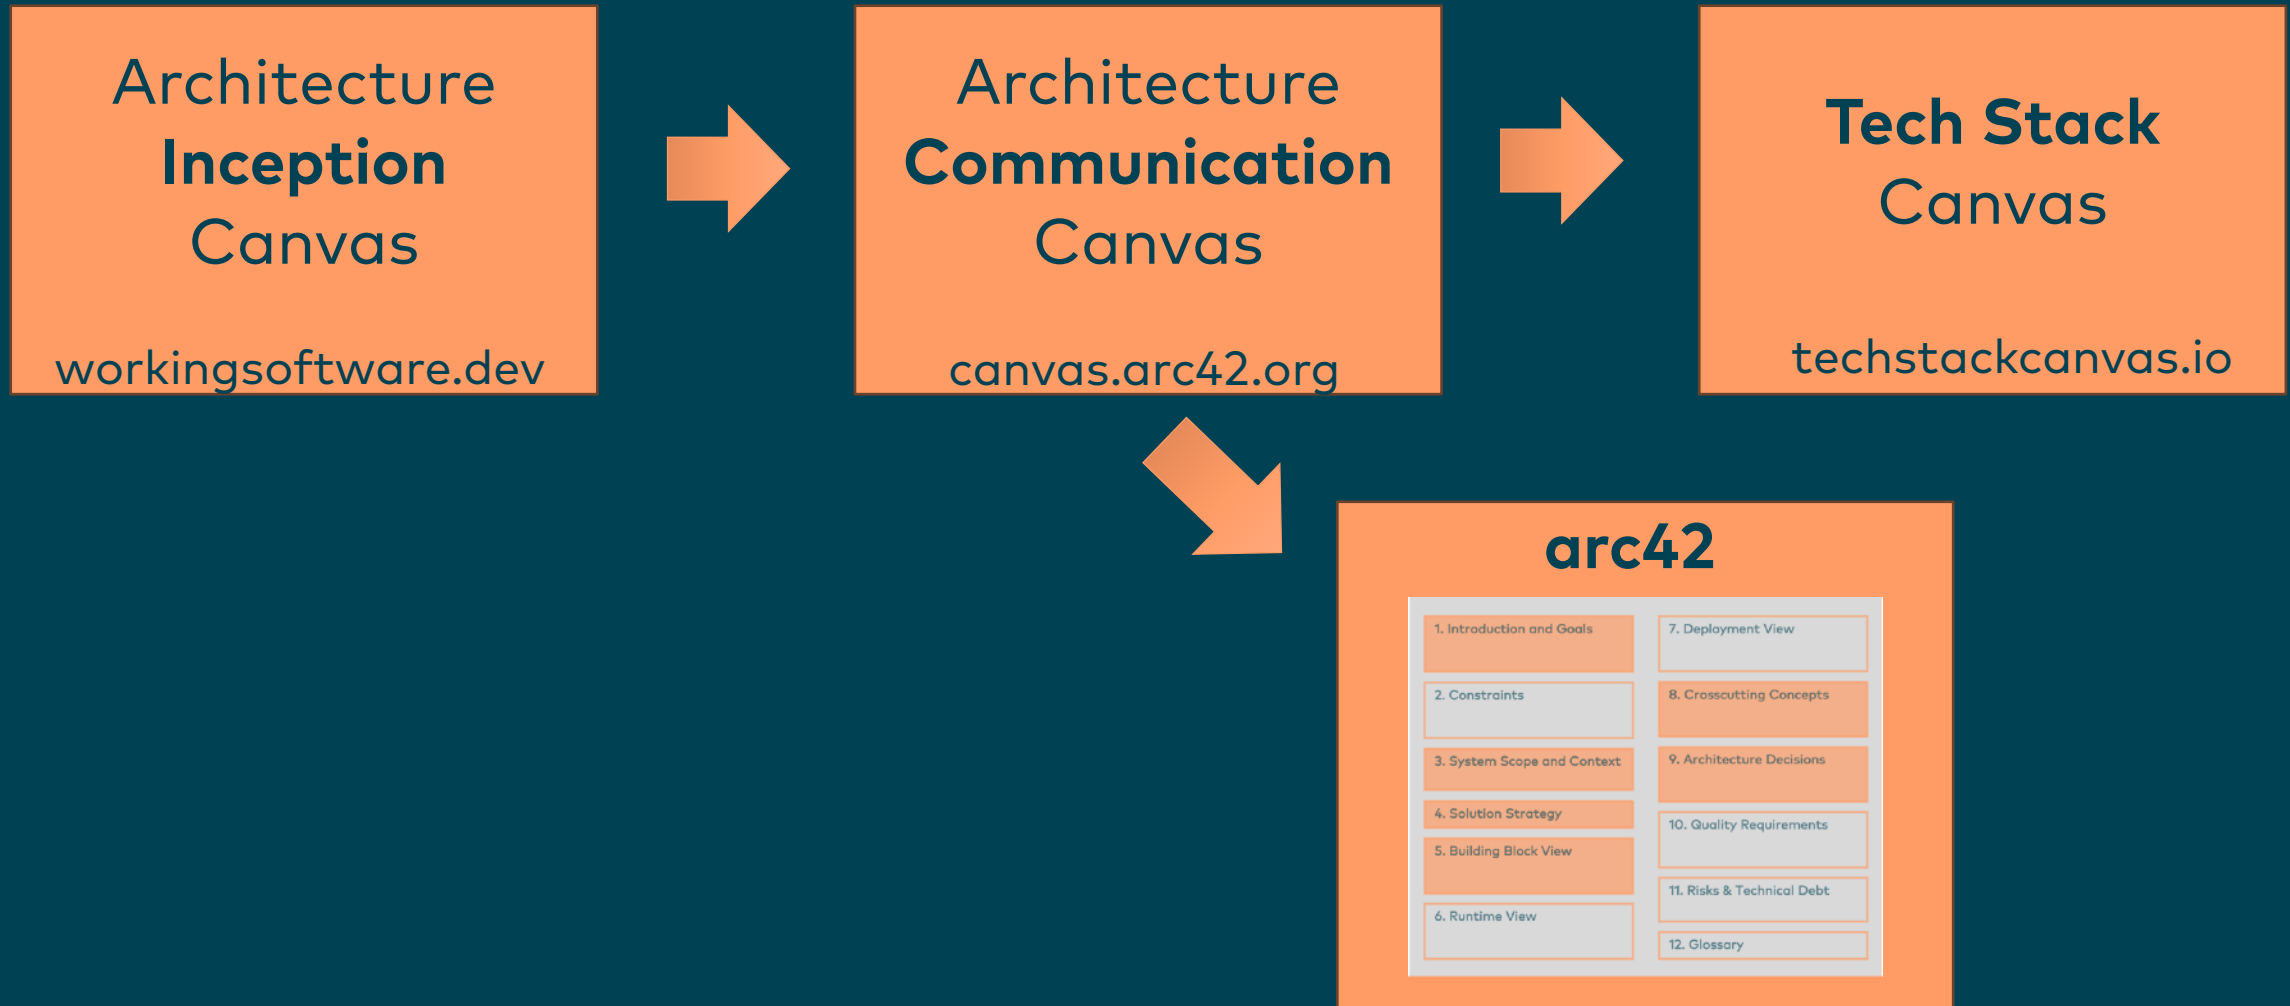 Architecture
Inception
Canvas
workingsoftware.dev
Architecture
Communication
Canvas
canvas.arc42.org
Tech Stack
Canvas
techstackcanvas.io
arc42
1. Introduction and Goals
2. Constraints
3. System Scope and Context
4. Solution Strategy
5. Building Block View
6. Runtime View
7. Deployment View
8. Crosscutting Concepts
9. Architecture Decisions
10. Quality Requirements
11. Risks & Technical Debt
12. Glossary